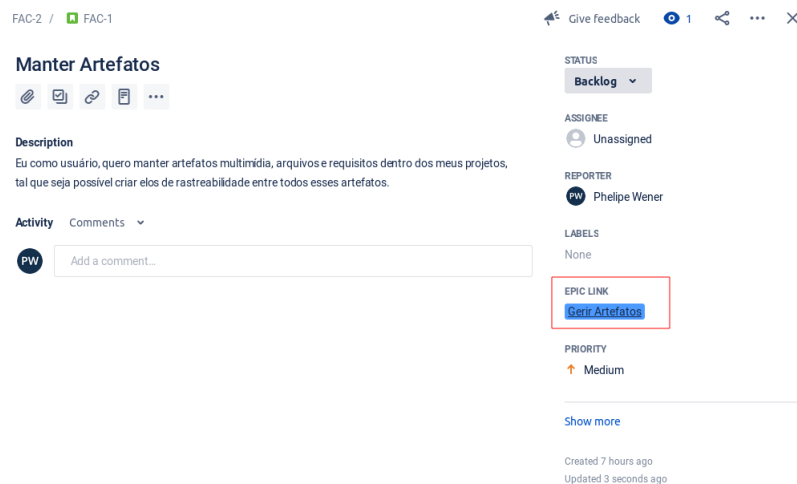 FAC-2 / FAC-1
Give feedback
1
Manter Artefatos
Description
Eu como usuário, quero manter artefatos multimídia, arquivos e requisitos dentro dos meus projetos,
tal que seja possível criar elos de rastreabilidade entre todos esses artefatos.
Activity Comments
PW Add a comment...
STATUS
Backlog
ASSIGNEE
Unassigned
REPORTER
PW Phelipe Wener
LABELS
None
EPIC LINK
Gerir Artefatos
PRIORITY
Medium
Show more
Created 7 hours ago
Updated 3 seconds ago